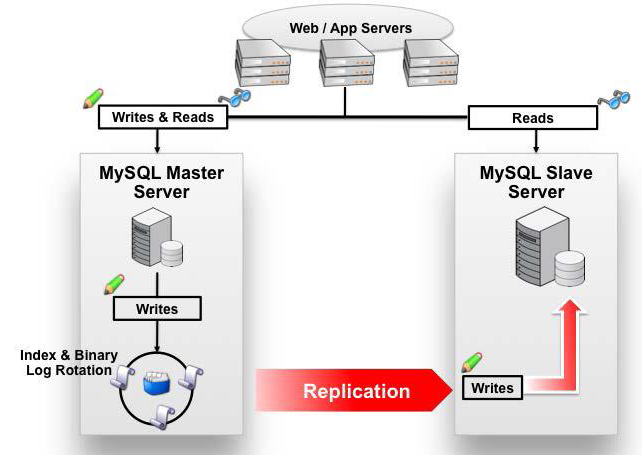 Web / App Servers
Writes & Reads
Reads
MySQL Master
Server
MySQL Slave
Server
Writes
Index & Binary
Log Rotation
Replication
Writes